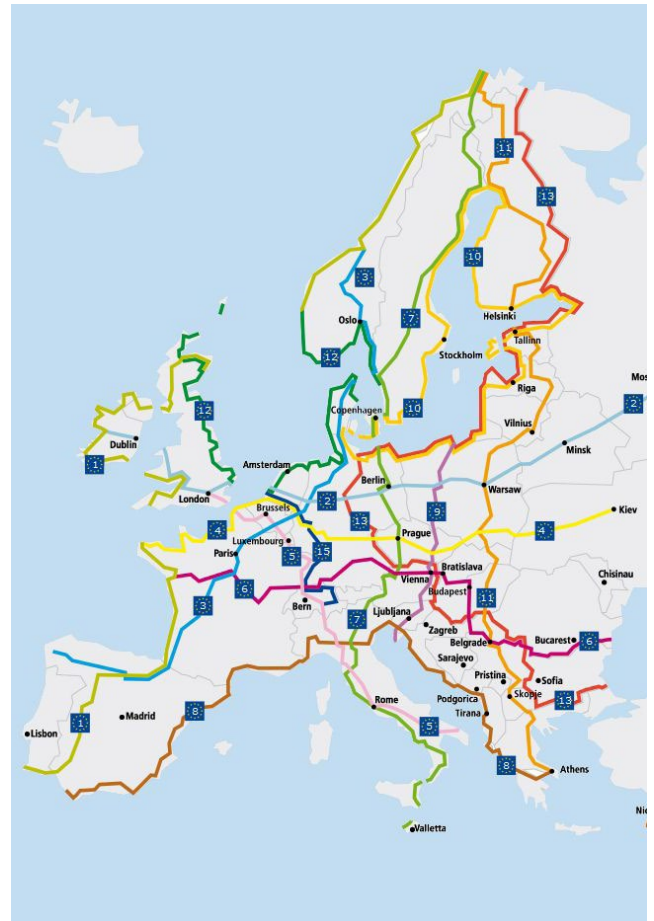 11
13
10
3
7
Oslo
Helsinki
Tallinn
12
Stockholm
Riga
Mos
2
12
Copenhagen
10
Vilnius
Dublin
1
Minsk
Amsterdam
Berlin
Warsaw
London
2
Brussels
13
9
Kiev
4
4
Prague
Luxembourg
15
Paris
5
Bratislava
Vienna
6
Budapest
Chisinau
Bern
3
11
7
Ljubljana
Zagreb
Belgrade
Bucarest
6
Sarajevo
Pristina
Sofia
Podgorica
Skopje
13
8
Rome
Madrid
1
Tirana
5
Lisbon
8
Athens
Valletta
Nic